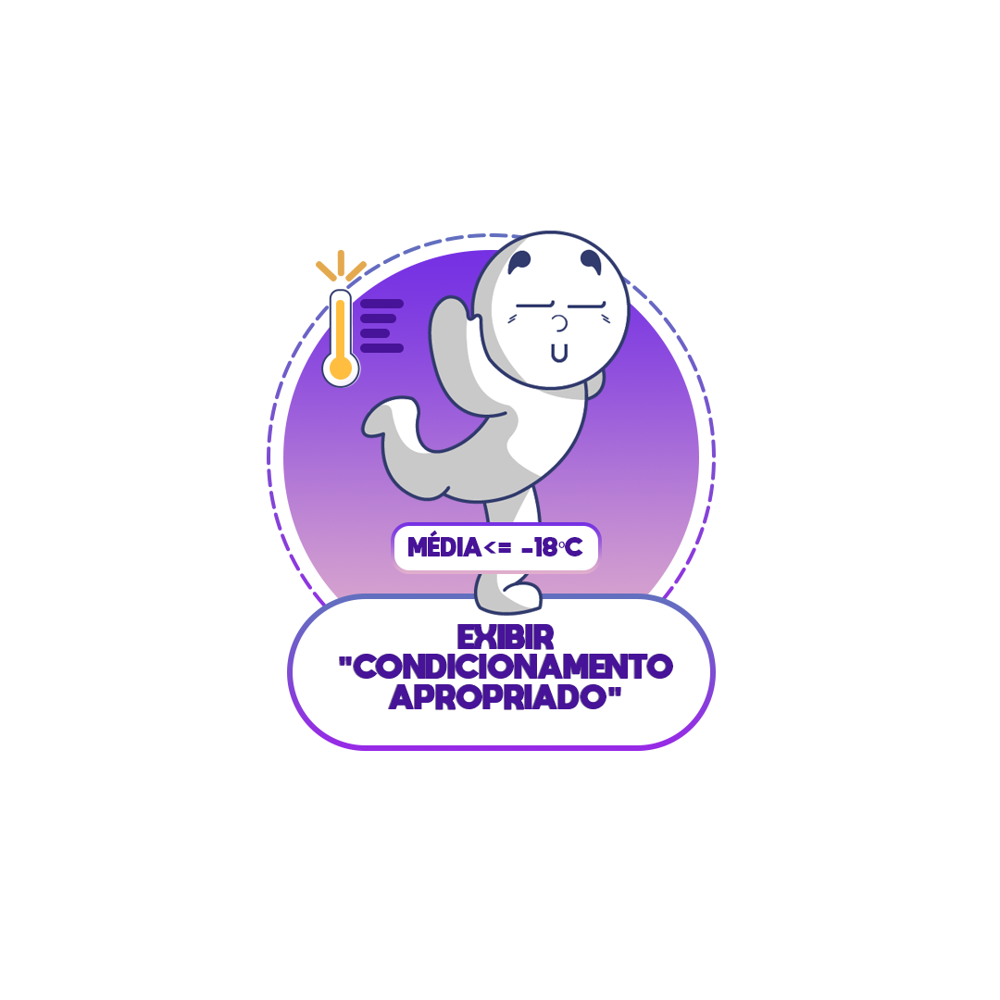 MÉDIA<= -18°C
EXIBIR
"CONDICIONAMENTO
APROPRIADO"